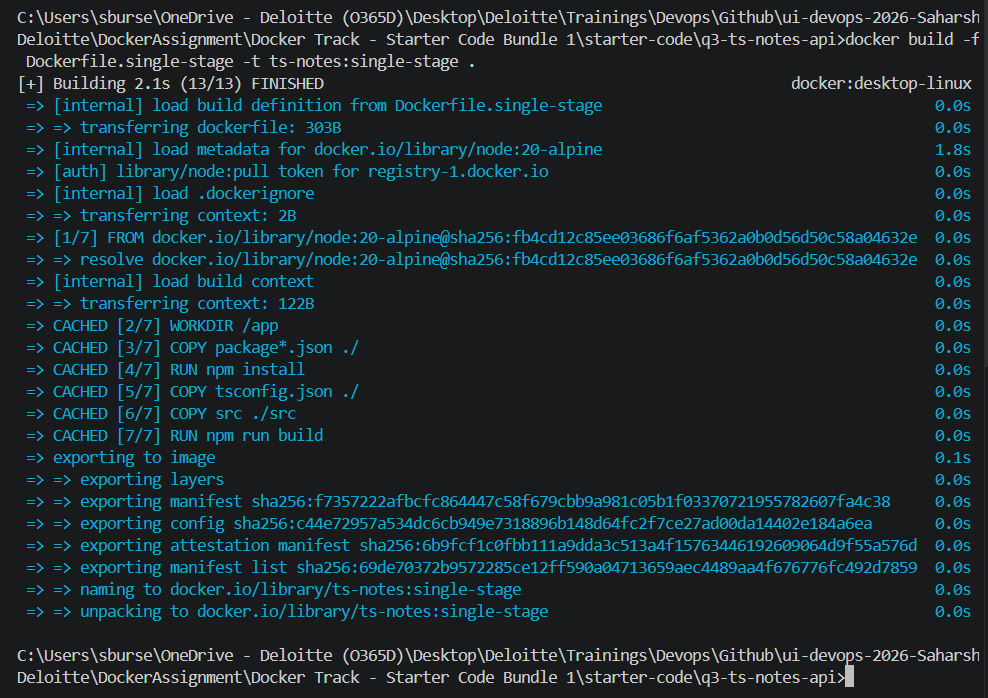 C:\Users\sburse\OneDrive - Deloitte (O365D)\Desktop\Deloitte\Trainings\Devops\Github\ui-devops-2026-Saharsh
Deloitte\DockerAssignment\Docker Track - Starter Code Bundle 1\starter-code\q3-ts-notes-api>docker build -f
 Dockerfile.single-stage -t ts-notes:single-stage .
[+] Building 2.1s (13/13) FINISHED                                                    docker:desktop-linux
 => [internal] load build definition from Dockerfile.single-stage                                     0.0s
 => => transferring dockerfile: 303B                                                                  0.0s
 => [internal] load metadata for docker.io/library/node:20-alpine                                     1.8s
 => [auth] library/node:pull token for registry-1.docker.io                                           0.0s
 => [internal] load .dockerignore                                                                     0.0s
 => => transferring context: 2B                                                                       0.0s
 => [1/7] FROM docker.io/library/node:20-alpine@sha256:fb4cd12c85ee03686f6af5362a0b0d56d50c58a04632e  0.0s
 => => resolve docker.io/library/node:20-alpine@sha256:fb4cd12c85ee03686f6af5362a0b0d56d50c58a04632e  0.0s
 => [internal] load build context                                                                     0.0s
 => => transferring context: 122B                                                                     0.0s
 => CACHED [2/7] WORKDIR /app                                                                         0.0s
 => CACHED [3/7] COPY package*.json ./                                                                0.0s
 => CACHED [4/7] RUN npm install                                                                      0.0s
 => CACHED [5/7] COPY tsconfig.json ./                                                                0.0s
 => CACHED [6/7] COPY src ./src                                                                       0.0s
 => CACHED [7/7] RUN npm run build                                                                    0.0s
 => exporting to image                                                                                0.1s
 => => exporting layers                                                                               0.0s
 => => exporting manifest sha256:f7357222afbcfc864447c58f679cbb9a981c05b1f03370721955782607fa4c38     0.0s
 => => exporting config sha256:c44e72957a534dc6cb949e7318896b148d64fc2f7ce27ad00da14402e184a6ea       0.0s
 => => exporting attestation manifest sha256:6b9fcf1c0fbb111a9dda3c513a4f15763446192609064d9f55a576d  0.0s
 => => exporting manifest list sha256:69de70372b9572285ce12ff590a04713659aec4489aa4f676776fc492d7859  0.0s
 => => naming to docker.io/library/ts-notes:single-stage                                              0.0s
 => => unpacking to docker.io/library/ts-notes:single-stage                                           0.0s
C:\Users\sburse\OneDrive - Deloitte (O365D)\Desktop\Deloitte\Trainings\Devops\Github\ui-devops-2026-Saharsh
Deloitte\DockerAssignment\Docker Track - Starter Code Bundle 1\starter-code\q3-ts-notes-api>